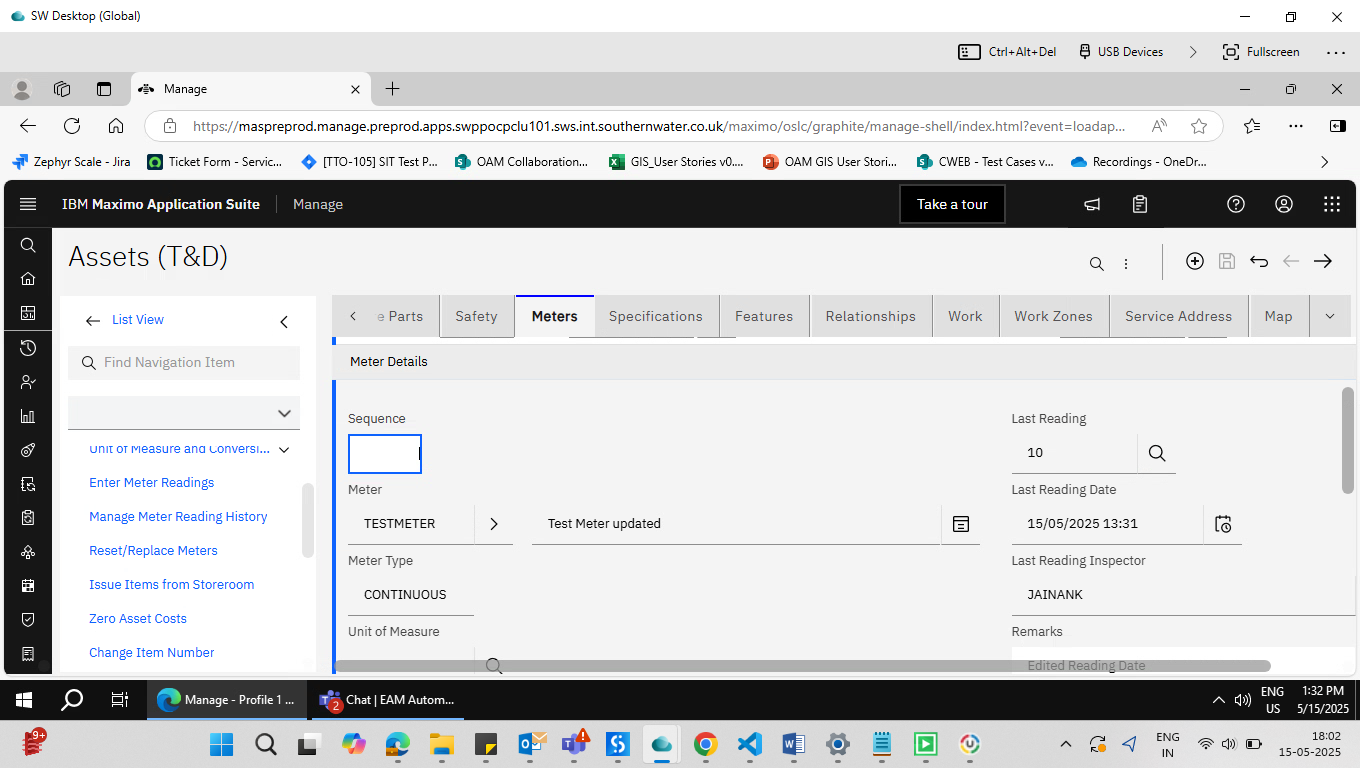 SW Desktop (Global)
Ctrl+Alt+Del
USB Devices
Fullscreen
Manage
https://maspreprod.manage.preprod.apps.swppocpclu101.sws.int.southernwater.co.uk/maximo/oslc/graphite/manage-shell/index.html?event=loadap...
Zephyr Scale - Jira
Ticket Form - Servic...
[TTO-105] SIT Test P...
OAM Collaboration...
GIS_User Stories v0....
OAM GIS User Stori...
CWEB - Test Cases v...
Recordings - OneDr...
IBM Maximo Application Suite
Manage
Take a tour
Assets (T&D)
List View
Find Navigation Item
Unit of Measure and Conversi...
Enter Meter Readings
Manage Meter Reading History
Reset/Replace Meters
Issue Items from Storeroom
Zero Asset Costs
Change Item Number
e Parts
Safety
Meters
Specifications
Features
Relationships
Work
Work Zones
Service Address
Map
Meter Details
Sequence
Meter
TESTMETER
Test Meter updated
Meter Type
CONTINUOUS
Unit of Measure
Last Reading
10
Last Reading Date
15/05/2025 13:31
Last Reading Inspector
JAINANK
Remarks
Edited Reading Date
Manage - Profile 1 ...
2
Chat | EAM Autom...
ENG
US
1:32 PM
5/15/2025
9+
ENG
IN
18:02
15-05-2025